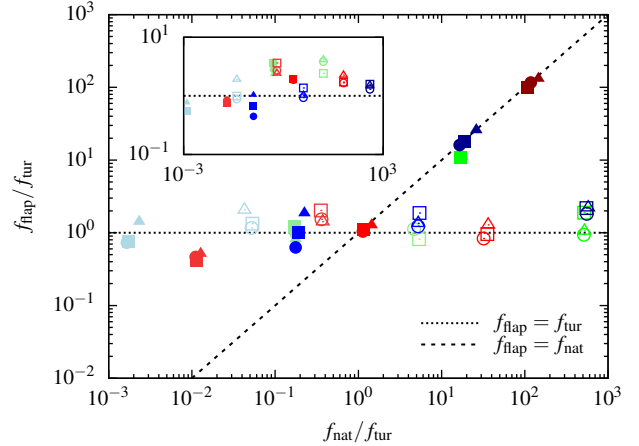 10^3
10^2
10^1
10^0
10^-1
10^-2
f_flap/f_tur
10^1
10^-1
10^-3
10^3
f_flap = f_tur
f_flap = f_nat
10^-3 10^-2 10^-1 10^0 10^1 10^2 10^3
f_nat/f_tur